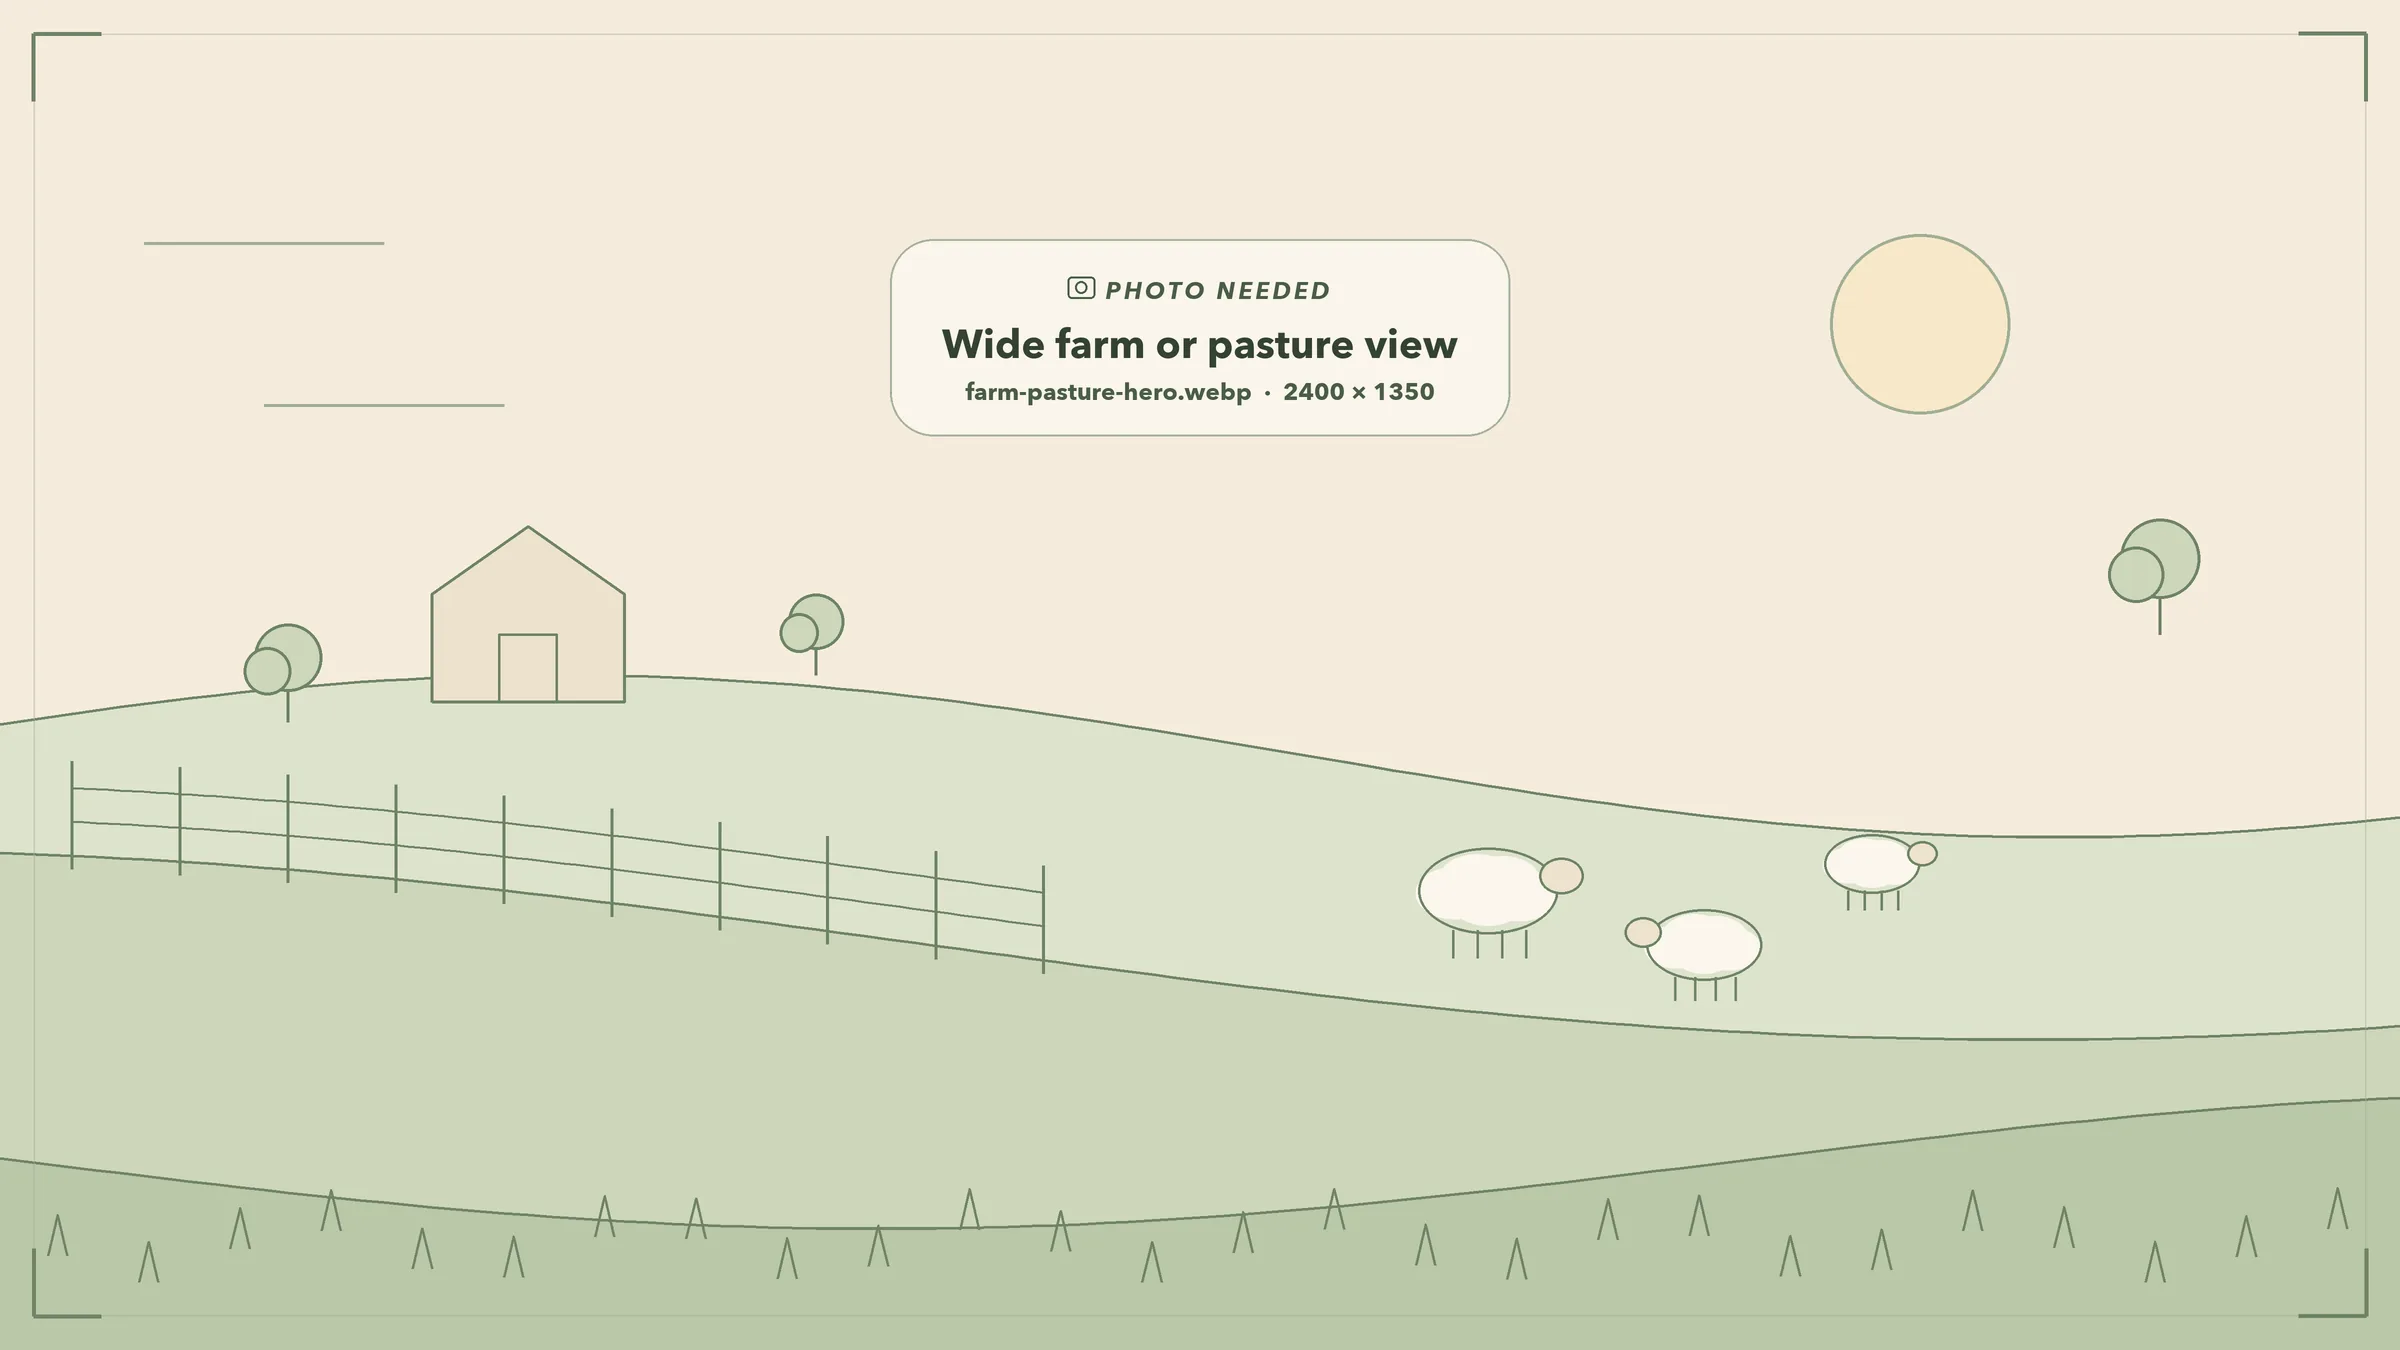 PHOTO NEEDED
Wide farm or pasture view
farm-pasture-hero.webp · 2400 × 1350